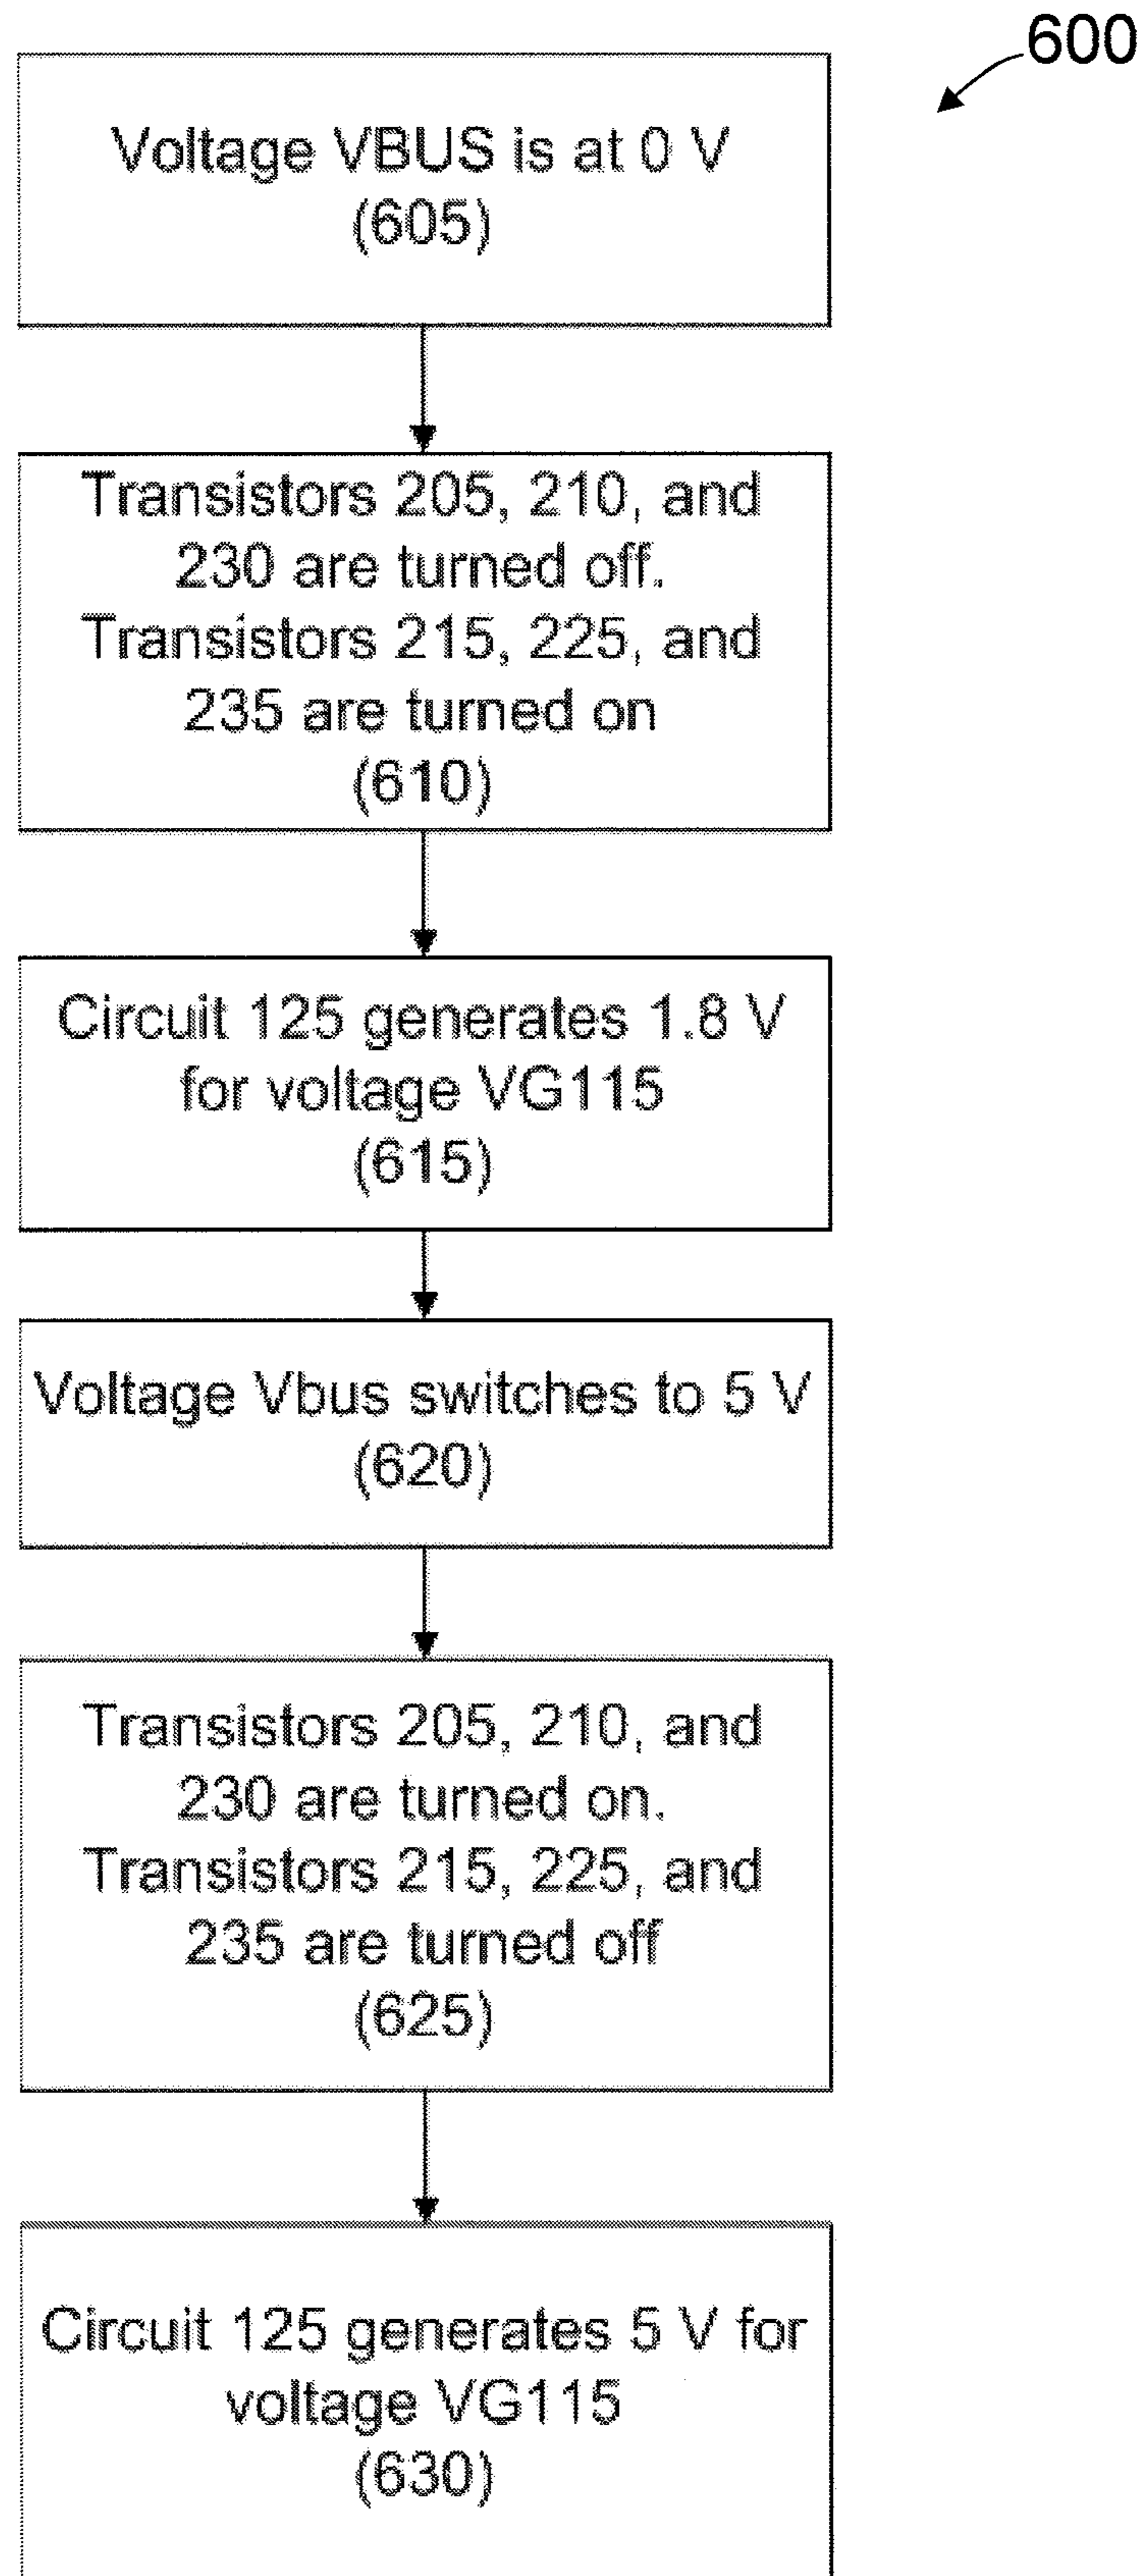 600
Voltage VBUS is at 0 V
(605)
Transistors 205, 210, and
230 are turned off.
Transistors 215, 225, and
235 are turned on
(610)
Circuit 125 generates 1.8 V
for voltage VG115
(615)
Voltage Vbus switches to 5 V
(620)
Transistors 205, 210, and
230 are turned on.
Transistors 215, 225, and
235 are turned off
(625)
Circuit 125 generates 5 V for
voltage VG115
(630)